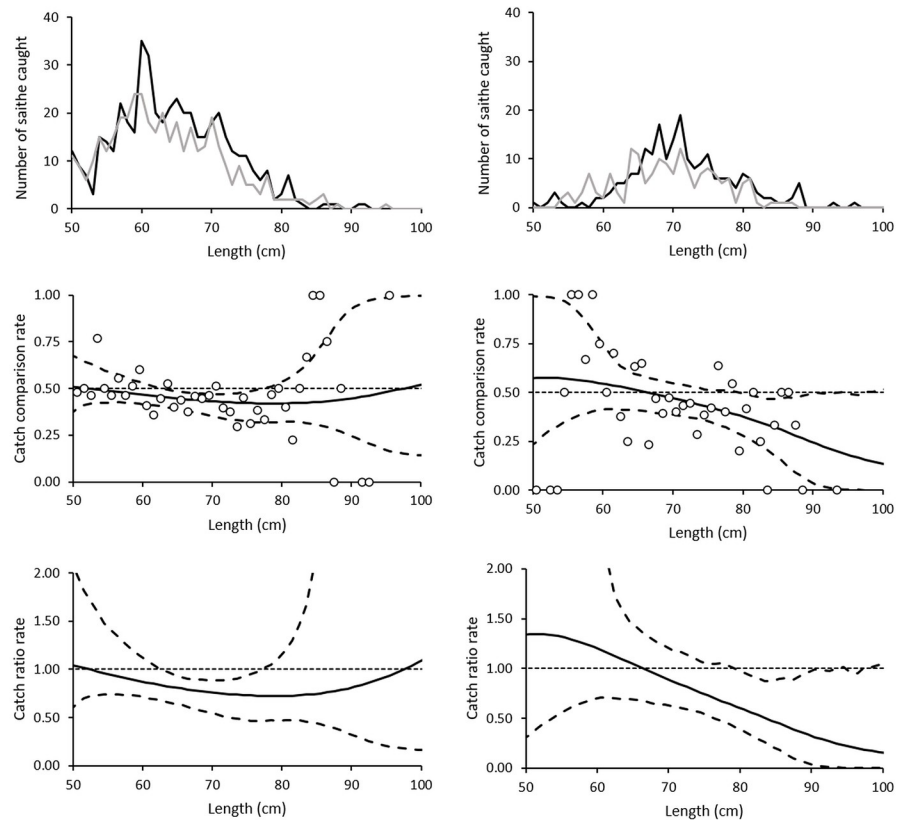 40
30
20
10
0
50 60 70 80 90 100
Number of saithe caught
Length (cm)
40
30
20
10
0
50 60 70 80 90 100
Number of saithe caught
Length (cm)
1.00
0.75
0.50
0.25
0.00
50 60 70 80 90 100
Catch comparison rate
Length (cm)
1.00
0.75
0.50
0.25
0.00
50 60 70 80 90 100
Catch comparison rate
Length (cm)
2.00
1.50
1.00
0.50
0.00
50 60 70 80 90 100
Catch ratio rate
Length (cm)
2.00
1.50
1.00
0.50
0.00
50 60 70 80 90 100
Catch ratio rate
Length (cm)